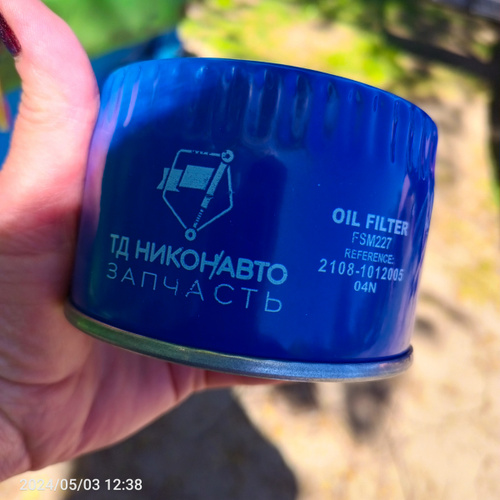 ТД НИКОНАВТО
ЗАПЧАСТЬ
OIL FILTER
FSM227
REFERENCE:
2108-1012005
04N
2024/05/03 12:38